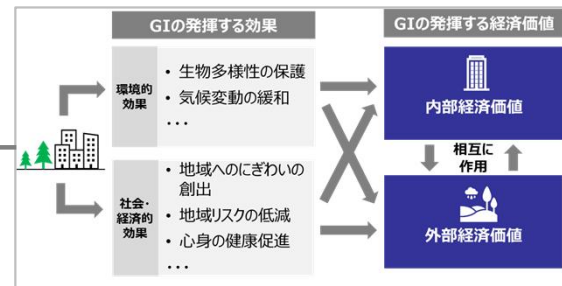 GIの発揮する効果
GIの発揮する経済価値
環境的
効果
• 生物多様性の保護
• 気候変動の緩和
…
社会・
経済的
効果
• 地域へのにぎわいの
創出
• 地域リスクの低減
• 心身の健康促進
…
内部経済価値
相互に
作用
外部経済価値